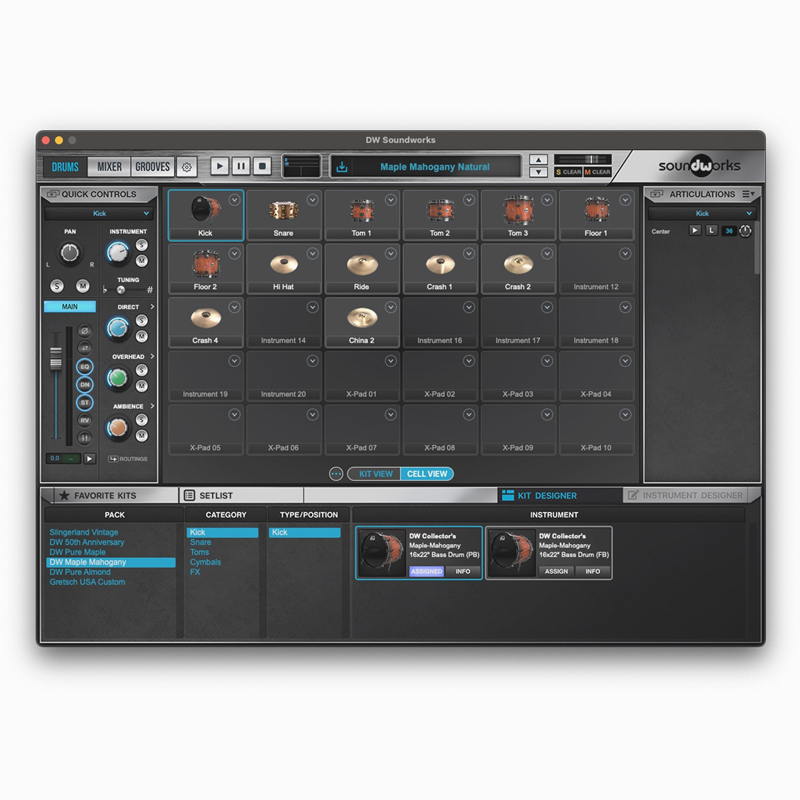 DW Soundworks
DRUMS MIXER GROOVES Maple Mahogany Natural S CLEAR M CLEAR soundworks
QUICK CONTROLS
Kick
PAN INSTRUMENT
L R S M
S M
TUNING
b #
MAIN DIRECT
S M
OVERHEAD
S M
AMBIENCE
S M
EQ
DN
ST
RV
0.0 ROUTINGS
Kick Snare Tom 1 Tom 2 Tom 3 Floor 1
Floor 2 Hi Hat Ride Crash 1 Crash 2 Instrument 12
Crash 4 Instrument 14 China 2 Instrument 16 Instrument 17 Instrument 18
Instrument 19 Instrument 20 X-Pad 01 X-Pad 02 X-Pad 03 X-Pad 04
X-Pad 05 X-Pad 06 X-Pad 07 X-Pad 08 X-Pad 09 X-Pad 10
KIT VIEW CELL VIEW
ARTICULATIONS
Kick
Center L 36
FAVORITE KITS SETLIST KIT DESIGNER INSTRUMENT DESIGNER
PACK CATEGORY TYPE/POSITION INSTRUMENT
Slingerland Vintage
DW 50th Anniversary
DW Pure Maple
DW Maple Mahogany
DW Pure Almond
Gretsch USA Custom
Kick
Snare
Toms
Cymbals
FX
Kick
DW Collector's
Maple-Mahogany
16x22" Bass Drum (PB)
ASSIGNED INFO
DW Collector's
Maple-Mahogany
16x22" Bass Drum (FB)
ASSIGN INFO